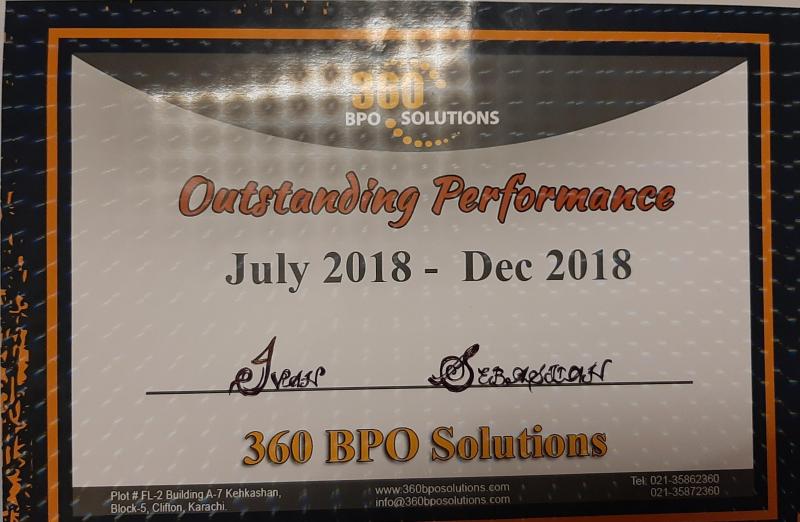 360
BPO SOLUTIONS
Outstanding Performance
July 2018 - Dec 2018
Ivan Sebastian
360 BPO Solutions
Plot # FL-2 Building A-7 Kehkashan,
Block-5, Clifton, Karachi.
www.360bposolutions.com
info@360bposolutions.com
Tel: 021-35862360
021-35872360